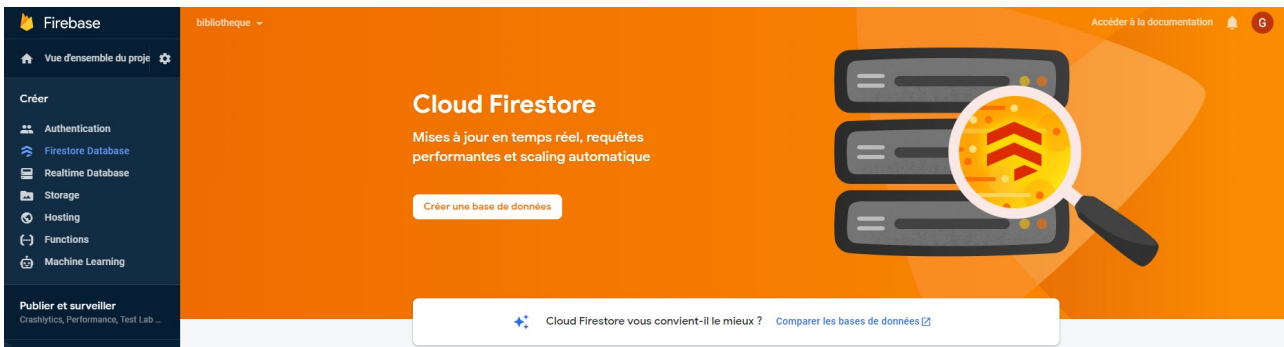 Firebase
Vue d'ensemble du proje
Créer
Authentication
Firestore Database
Realtime Database
Storage
Hosting
Functions
Machine Learning
Publier et surveiller
Crashlytics, Performance, Test Lab ...
bibliotheque
Accéder à la documentation
G
Cloud Firestore
Mises à jour en temps réel, requêtes
performantes et scaling automatique
Créer une base de données
Cloud Firestore vous convient-il le mieux ? Comparer les bases de données